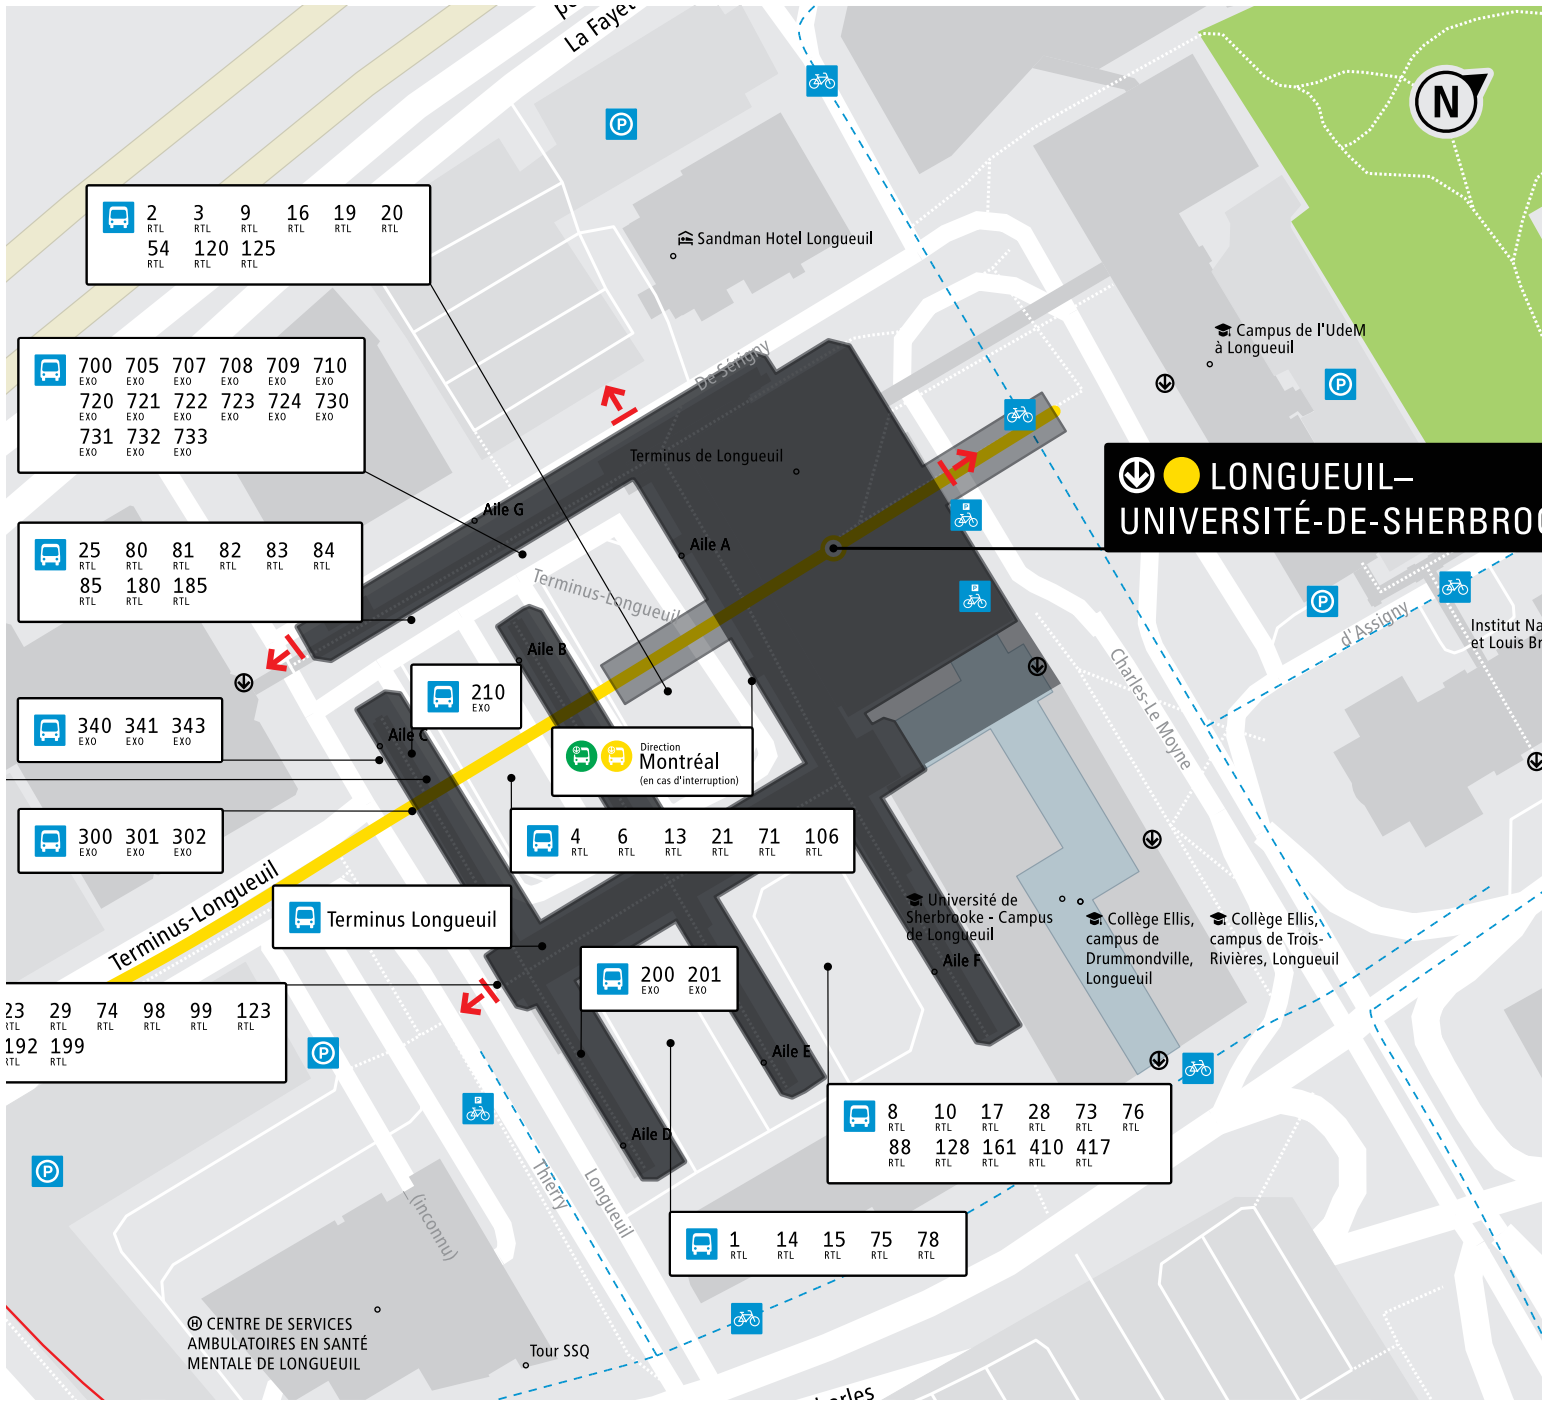 La Fayet
N
2 3 9 16 19 20
RTL RTL RTL RTL RTL RTL
54 120 125
RTL RTL RTL
Sandman Hotel Longueuil
Campus de l'UdeM
à Longueuil
P
P
700 705 707 708 709 710
EXO EXO EXO EXO EXO EXO
720 721 722 723 724 730
EXO EXO EXO EXO EXO EXO
731 732 733
EXO EXO EXO
De Sérigny
Terminus de Longueuil
LONGUEUIL–
UNIVERSITÉ-DE-SHERBROO
Aile G
Aile A
25 80 81 82 83 84
RTL RTL RTL RTL RTL RTL
85 180 185
RTL RTL RTL
Terminus-Longueuil
P
P
P
d'Assigny
Institut Na
et Louis Br
Aile B
Charles-Le Moyne
210
EXO
340 341 343
EXO EXO EXO
Aile C
Direction
Montréal
(en cas d'interruption)
300 301 302
EXO EXO EXO
4 6 13 21 71 106
RTL RTL RTL RTL RTL RTL
Terminus-Longueuil
Terminus Longueuil
Université de
Sherbrooke - Campus
de Longueuil
Collège Ellis,
campus de
Drummondville,
Longueuil
Collège Ellis,
campus de Trois-
Rivières, Longueuil
Aile F
200 201
EXO EXO
23 29 74 98 99 123
RTL RTL RTL RTL RTL RTL
192 199
RTL RTL
P
Aile E
P
8 10 17 28 73 76
RTL RTL RTL RTL RTL RTL
88 128 161 410 417
RTL RTL RTL RTL RTL
P
Aile D
Thierry
Longueuil
(inconnu)
1 14 15 75 78
RTL RTL RTL RTL RTL
H CENTRE DE SERVICES
AMBULATOIRES EN SANTÉ
MENTALE DE LONGUEUIL
Tour SSQ
arles